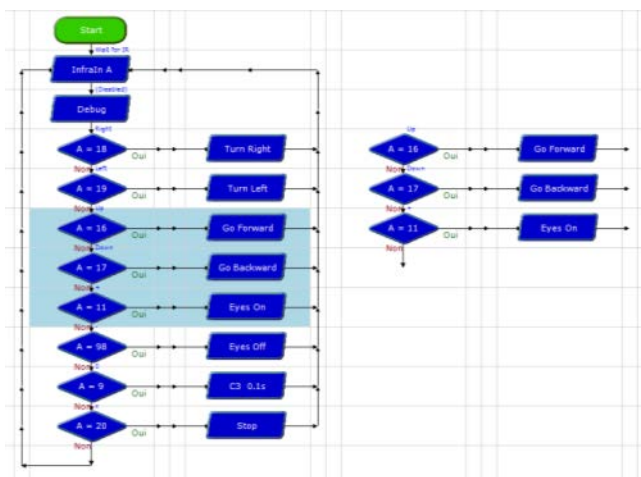 Start
Wait for IR
InfraIn A
(Disabled)
Debug
Right
A = 18
Oui
Turn Right
Non
Left
A = 19
Oui
Turn Left
Non
Up
A = 16
Oui
Go Forward
Non
Down
A = 17
Oui
Go Backward
Non
+
A = 11
Oui
Eyes On
Non
-
A = 98
Oui
Eyes Off
Non
A = 9
Oui
C3 0.1s
Non
A = 20
Oui
Stop
Non
Up
A = 16
Oui
Go Forward
Non
Down
A = 17
Oui
Go Backward
Non
+
A = 11
Oui
Eyes On
Non